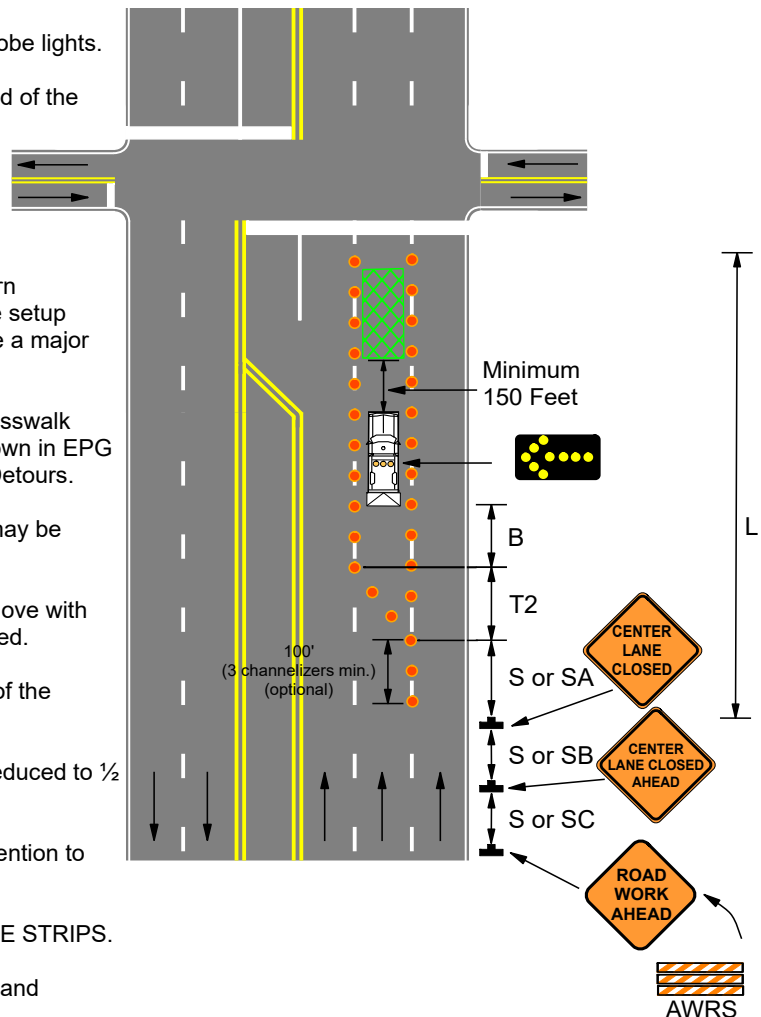 obe lights.
d of the
rn
e setup
e a major
sswalk
own in EPG
Detours.
may be
ove with
ed.
of the
educed to ½
ention to
E STRIPS.
and
Minimum
150 Feet
B
T2
L
100'
(3 channelizers min.)
(optional)
S or SA
S or SB
S or SC
CENTER
LANE
CLOSED
CENTER
LANE CLOSED
AHEAD
ROAD
WORK
AHEAD
AWRS